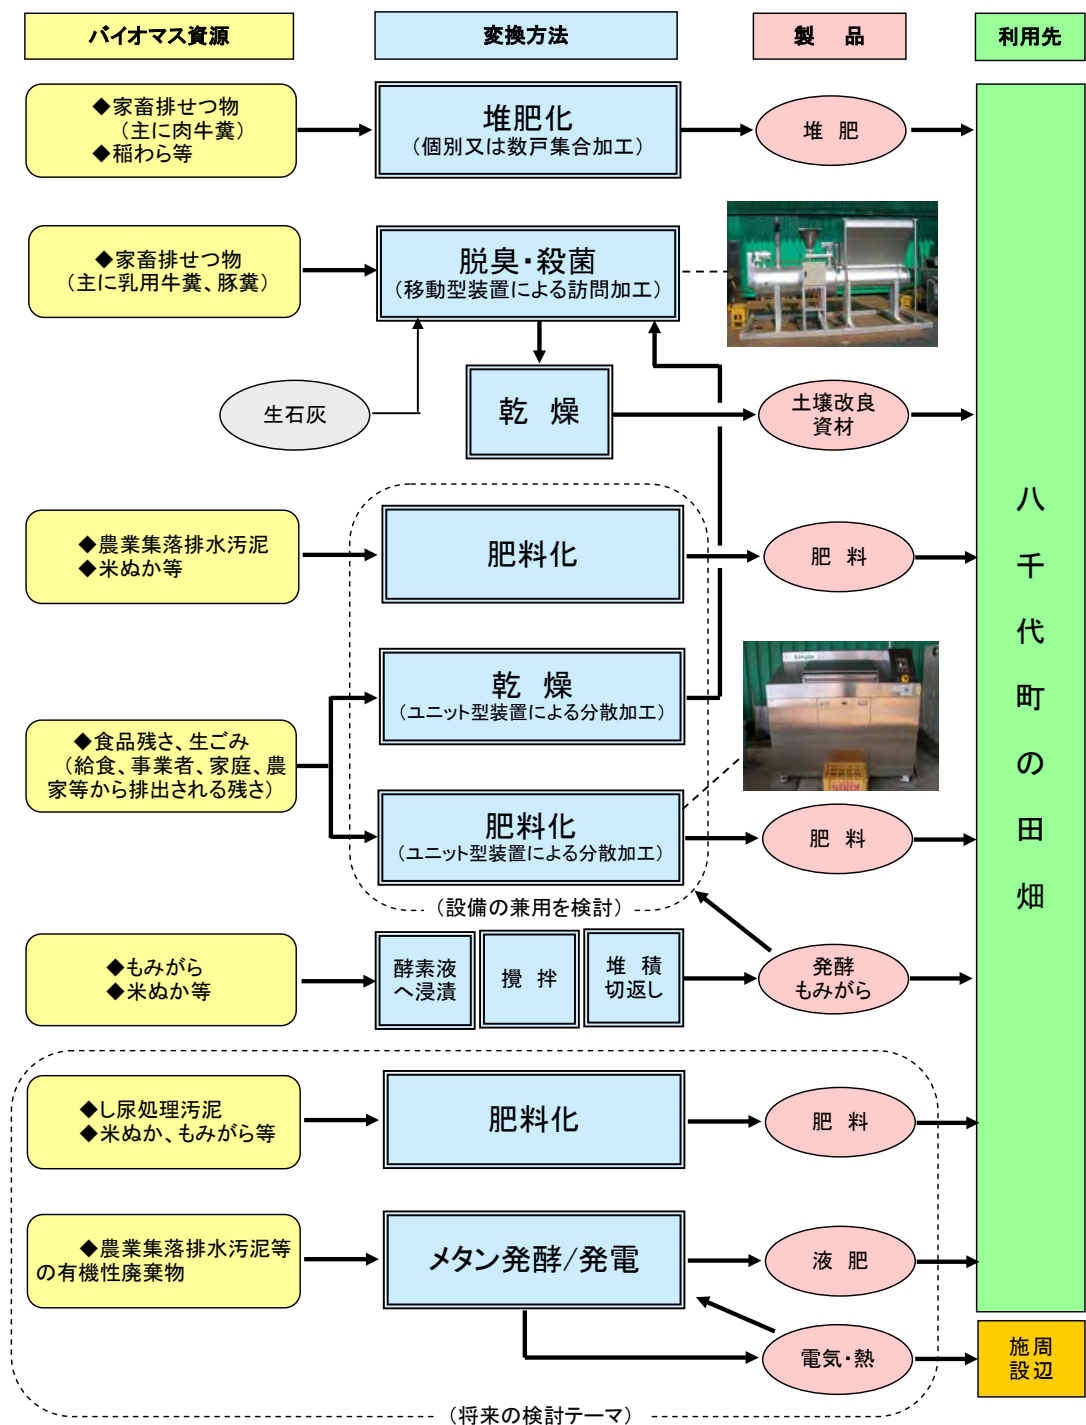 バイオマス資源
変換方法
製　品
利用先
◆家畜排せつ物
（主に肉牛糞）
◆稲わら等
堆肥化
（個別又は数戸集合加工）
堆 肥
◆家畜排せつ物
（主に乳用牛糞、豚糞）
脱臭・殺菌
（移動型装置による訪問加工）
生石灰
乾 燥
土壌改良
資材
◆農業集落排水汚泥
◆米ぬか等
肥料化
肥 料
◆食品残さ、生ごみ
（給食、事業者、家庭、農
家等から排出される残さ）
乾 燥
（ユニット型装置による分散加工）
肥料化
（ユニット型装置による分散加工）
肥 料
（設備の兼用を検討）
◆もみがら
◆米ぬか等
酵素液
へ浸漬
攪 拌
堆 積
切返し
発酵
もみがら
◆し尿処理汚泥
◆米ぬか、もみがら等
肥料化
肥 料
◆農業集落排水汚泥等
の有機性廃棄物
メタン発酵/発電
液 肥
電気・熱
（将来の検討テーマ）
八千代町の田畑
施周
設辺